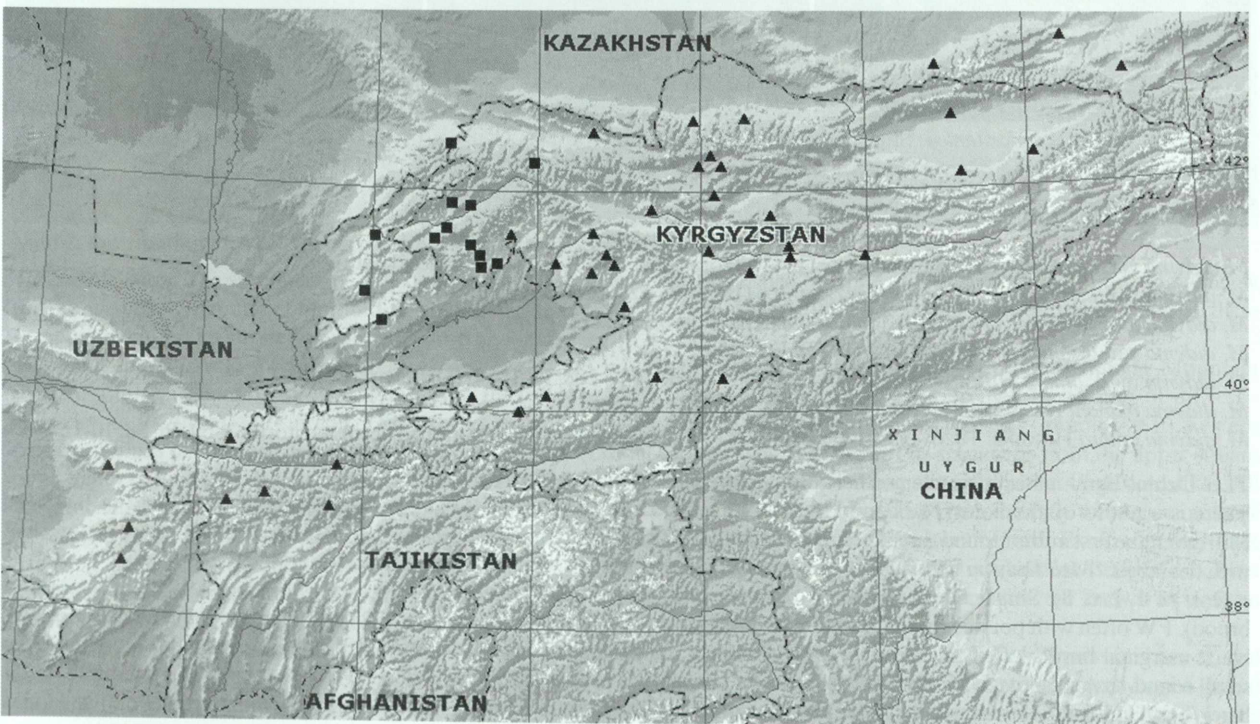 KAZAKHSTAN
42°
KYRGYZSTAN
UZBEKISTAN
40°
XINJIANG
UYGUR
CHINA
TAJIKISTAN
38°
AFGHANISTAN